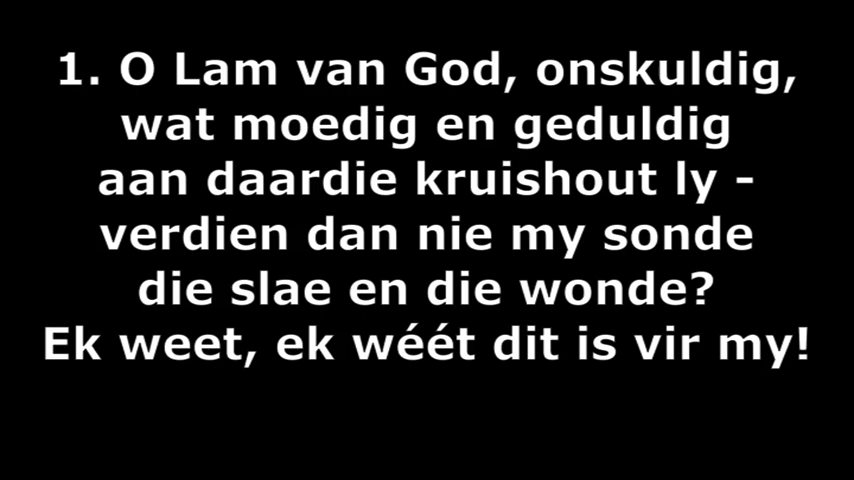 1. O Lam van God, onskuldig,
wat moedig en geduldig
aan daardie kruishout ly -
verdien dan nie my sonde
die slae en die wonde?
Ek weet, ek wéét dit is vir my!